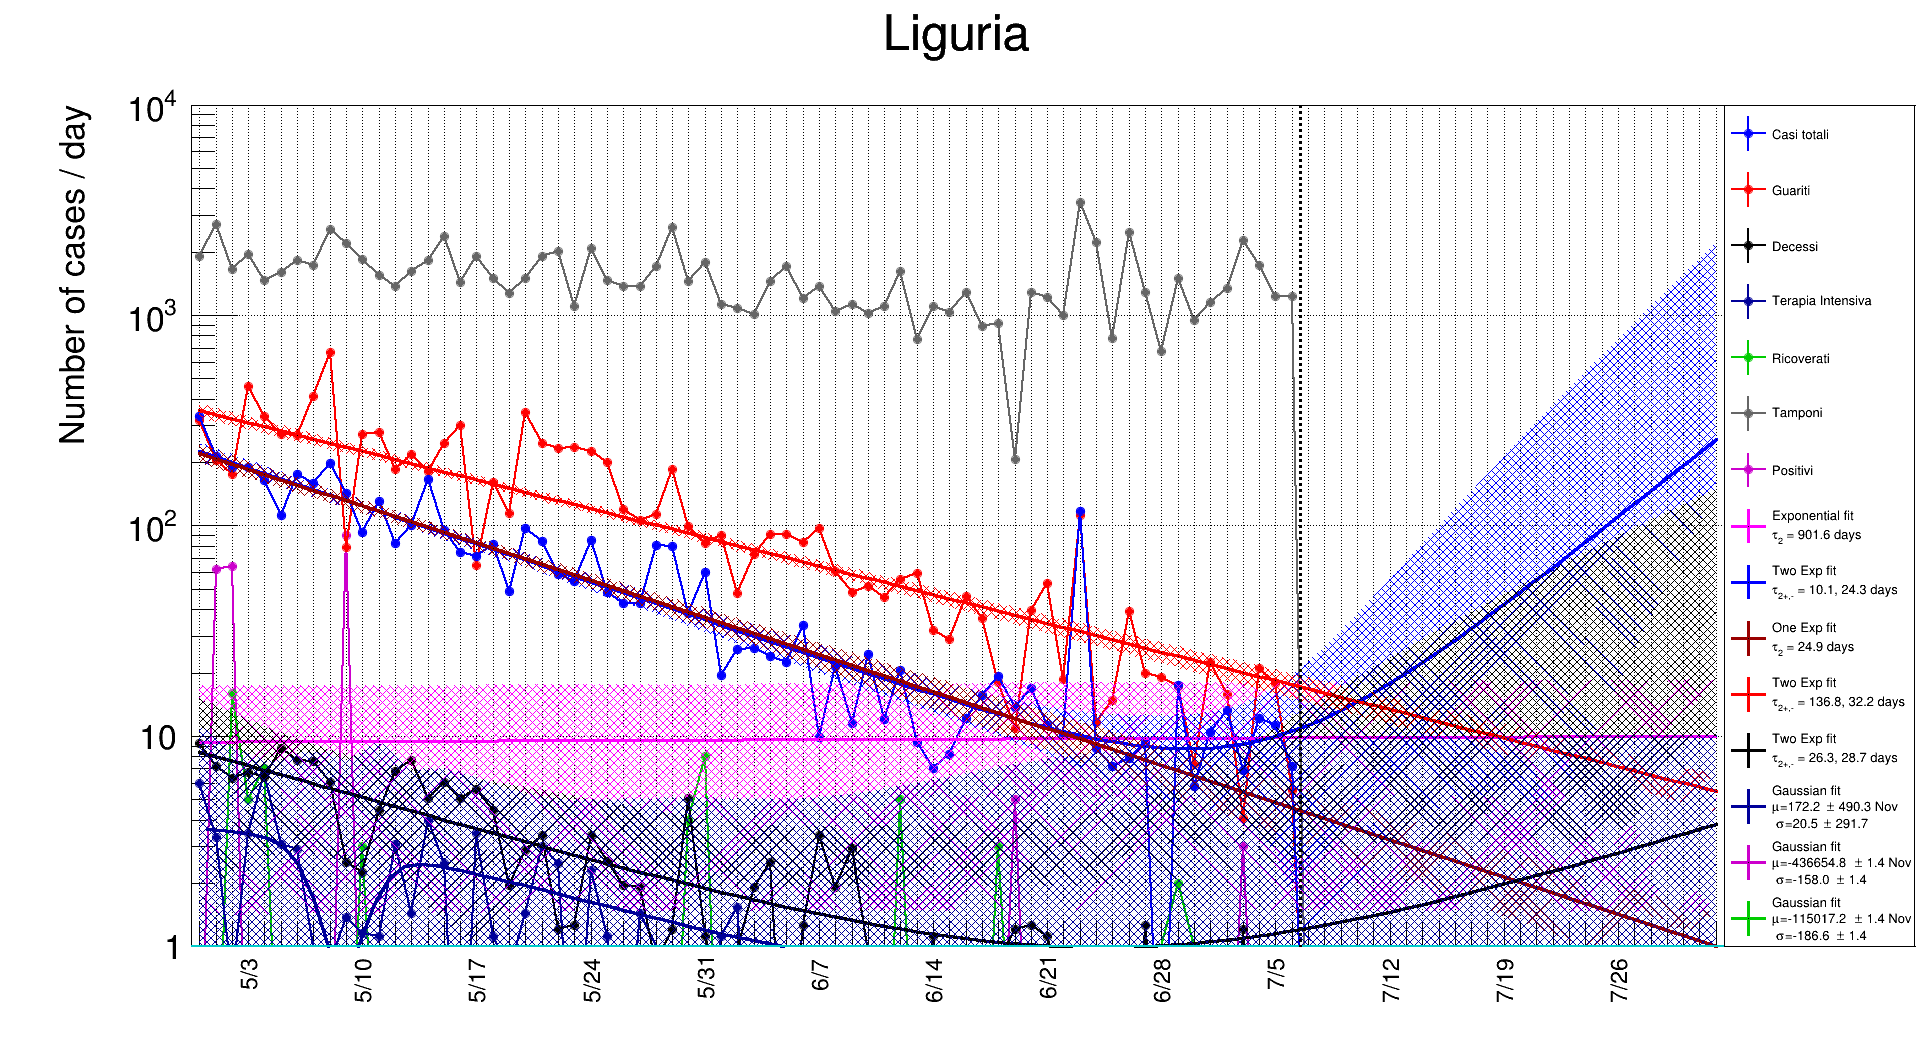 Liguria
Number of cases / day
10^4
10^3
10^2
10
1
5/3
5/10
5/17
5/24
5/31
6/7
6/14
6/21
6/28
7/5
7/12
7/19
7/26
Casi totali
Guariti
Decessi
Terapia Intensiva
Ricoverati
Tamponi
Positivi
Exponential fit
τ2 = 901.6 days
Two Exp fit
τ2+,- = 10.1, 24.3 days
One Exp fit
τ2 = 24.9 days
Two Exp fit
τ2+,- = 136.8, 32.2 days
Two Exp fit
τ2+,- = 26.3, 28.7 days
Gaussian fit
μ=172.2 ± 490.3 Nov
σ=20.5 ± 291.7
Gaussian fit
μ=-436654.8 ± 1.4 Nov
σ=-158.0 ± 1.4
Gaussian fit
μ=-115017.2 ± 1.4 Nov
σ=-186.6 ± 1.4